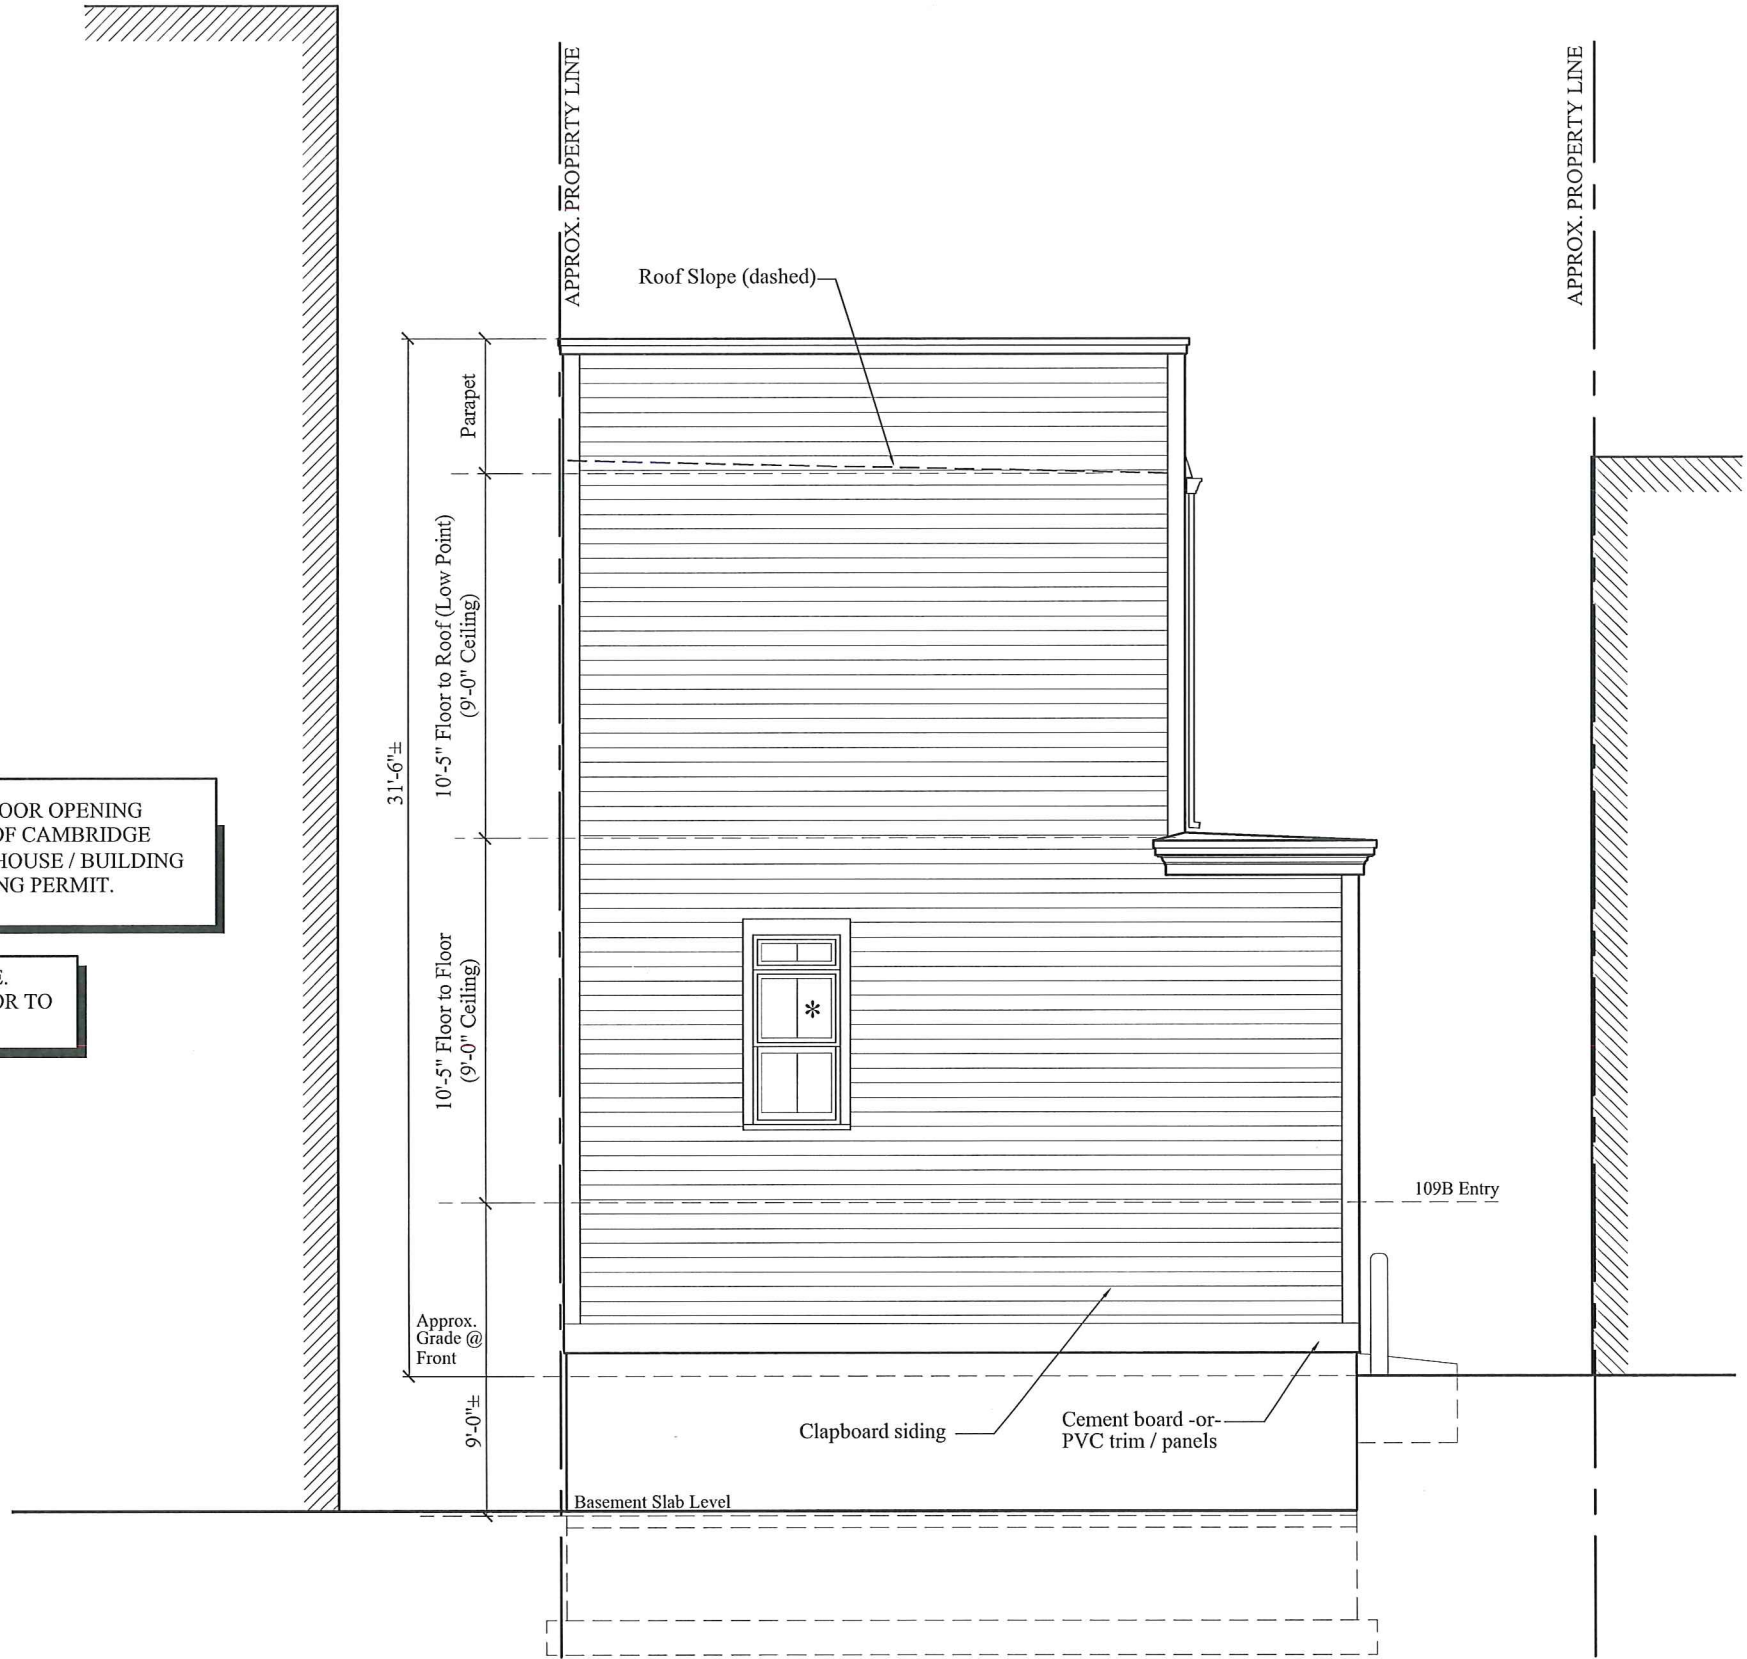 APPROX. PROPERTY LINE
APPROX. PROPERTY LINE
Roof Slope (dashed)
Parapet
10'-5" Floor to Roof (Low Point)
(9'-0" Ceiling)
31'-6"±
OOR OPENING
OF CAMBRIDGE
HOUSE / BUILDING
NG PERMIT.
E.
OR TO
10'-5" Floor to Floor
(9'-0" Ceiling)
*
109B Entry
Approx.
Grade @
Front
9'-0"±
Clapboard siding
Cement board -or-
PVC trim / panels
Basement Slab Level